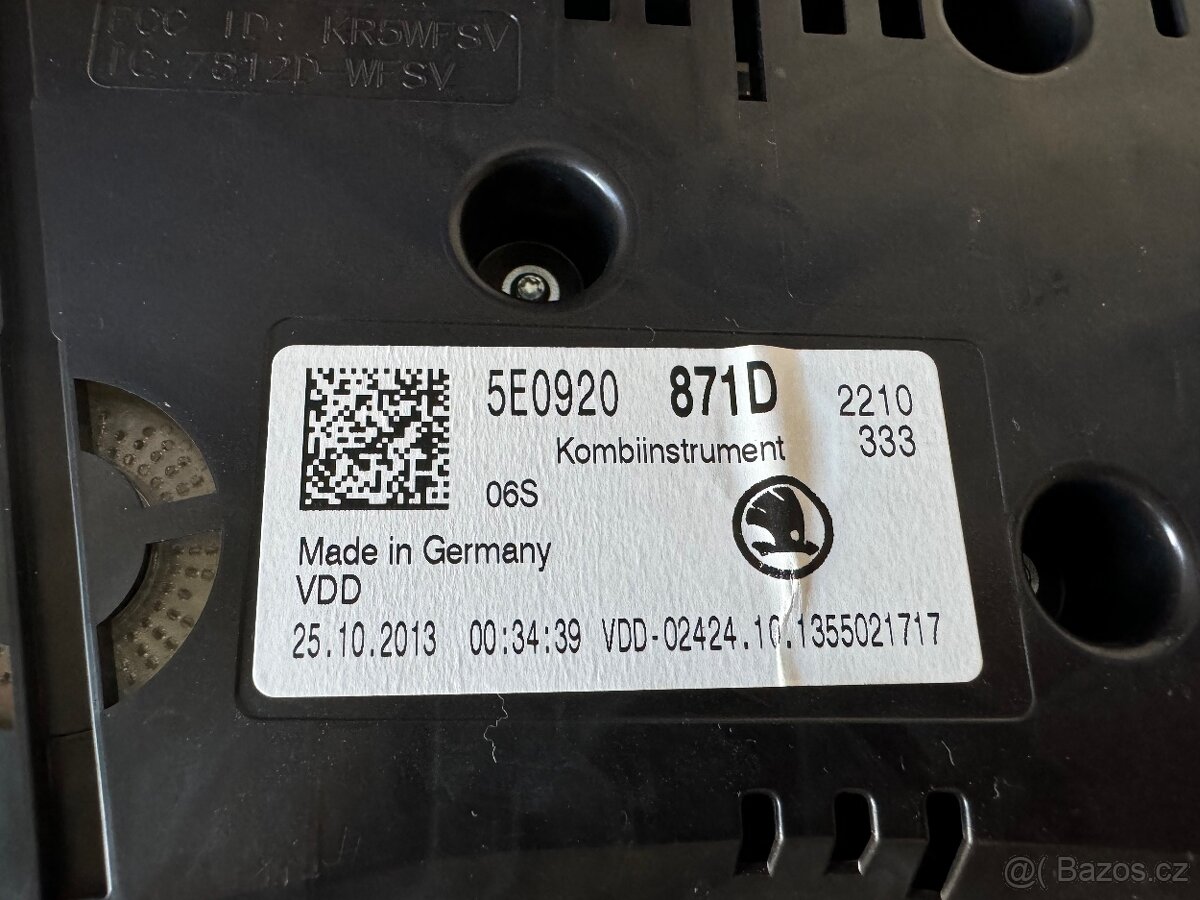 FCC ID: KR5WFSV
IC:7812D-WFSV
5E0920 871D 2210
Kombiinstrument 333
06S
Made in Germany
VDD
25.10.2013 00:34:39 VDD-02424.10.1355021717
@( Bazos.cz